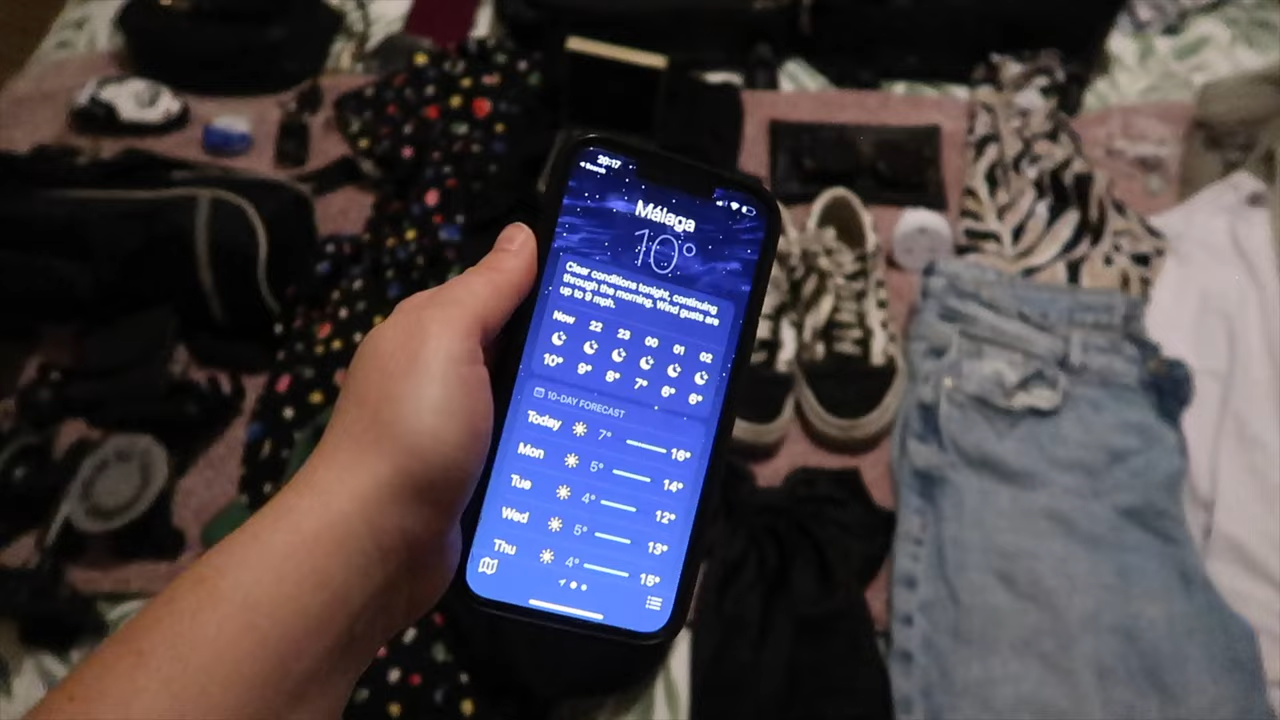 20:17
◀ Search
Málaga
10°
Clear conditions tonight, continuing
through the morning. Wind gusts are
up to 9 mph.
Now 22 23 00 01 02
10° 9° 8° 7° 6° 6°
10-DAY FORECAST
Today 7° 16°
Mon 5° 14°
Tue 4° 12°
Wed 5° 13°
Thu 4° 15°